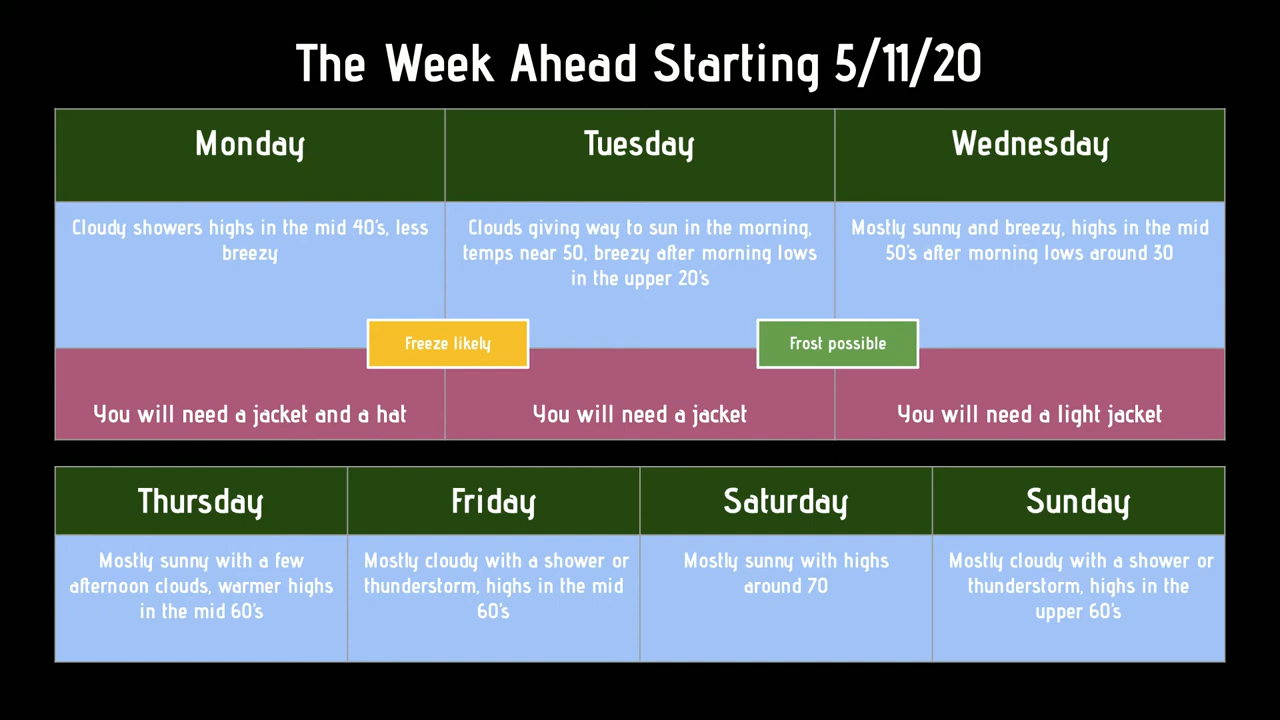 The Week Ahead Starting 5/11/20
Monday
Cloudy showers highs in the mid 40's, less
breezy
You will need a jacket and a hat
Tuesday
Clouds giving way to sun in the morning,
temps near 50, breezy after morning lows
in the upper 20's
You will need a jacket
Wednesday
Mostly sunny and breezy, highs in the mid
50's after morning lows around 30
You will need a light jacket
Freeze likely
Frost possible
Thursday
Mostly sunny with a few
afternoon clouds, warmer highs
in the mid 60's
Friday
Mostly cloudy with a shower or
thunderstorm, highs in the mid
60's
Saturday
Mostly sunny with highs
around 70
Sunday
Mostly cloudy with a shower or
thunderstorm, highs in the
upper 60's